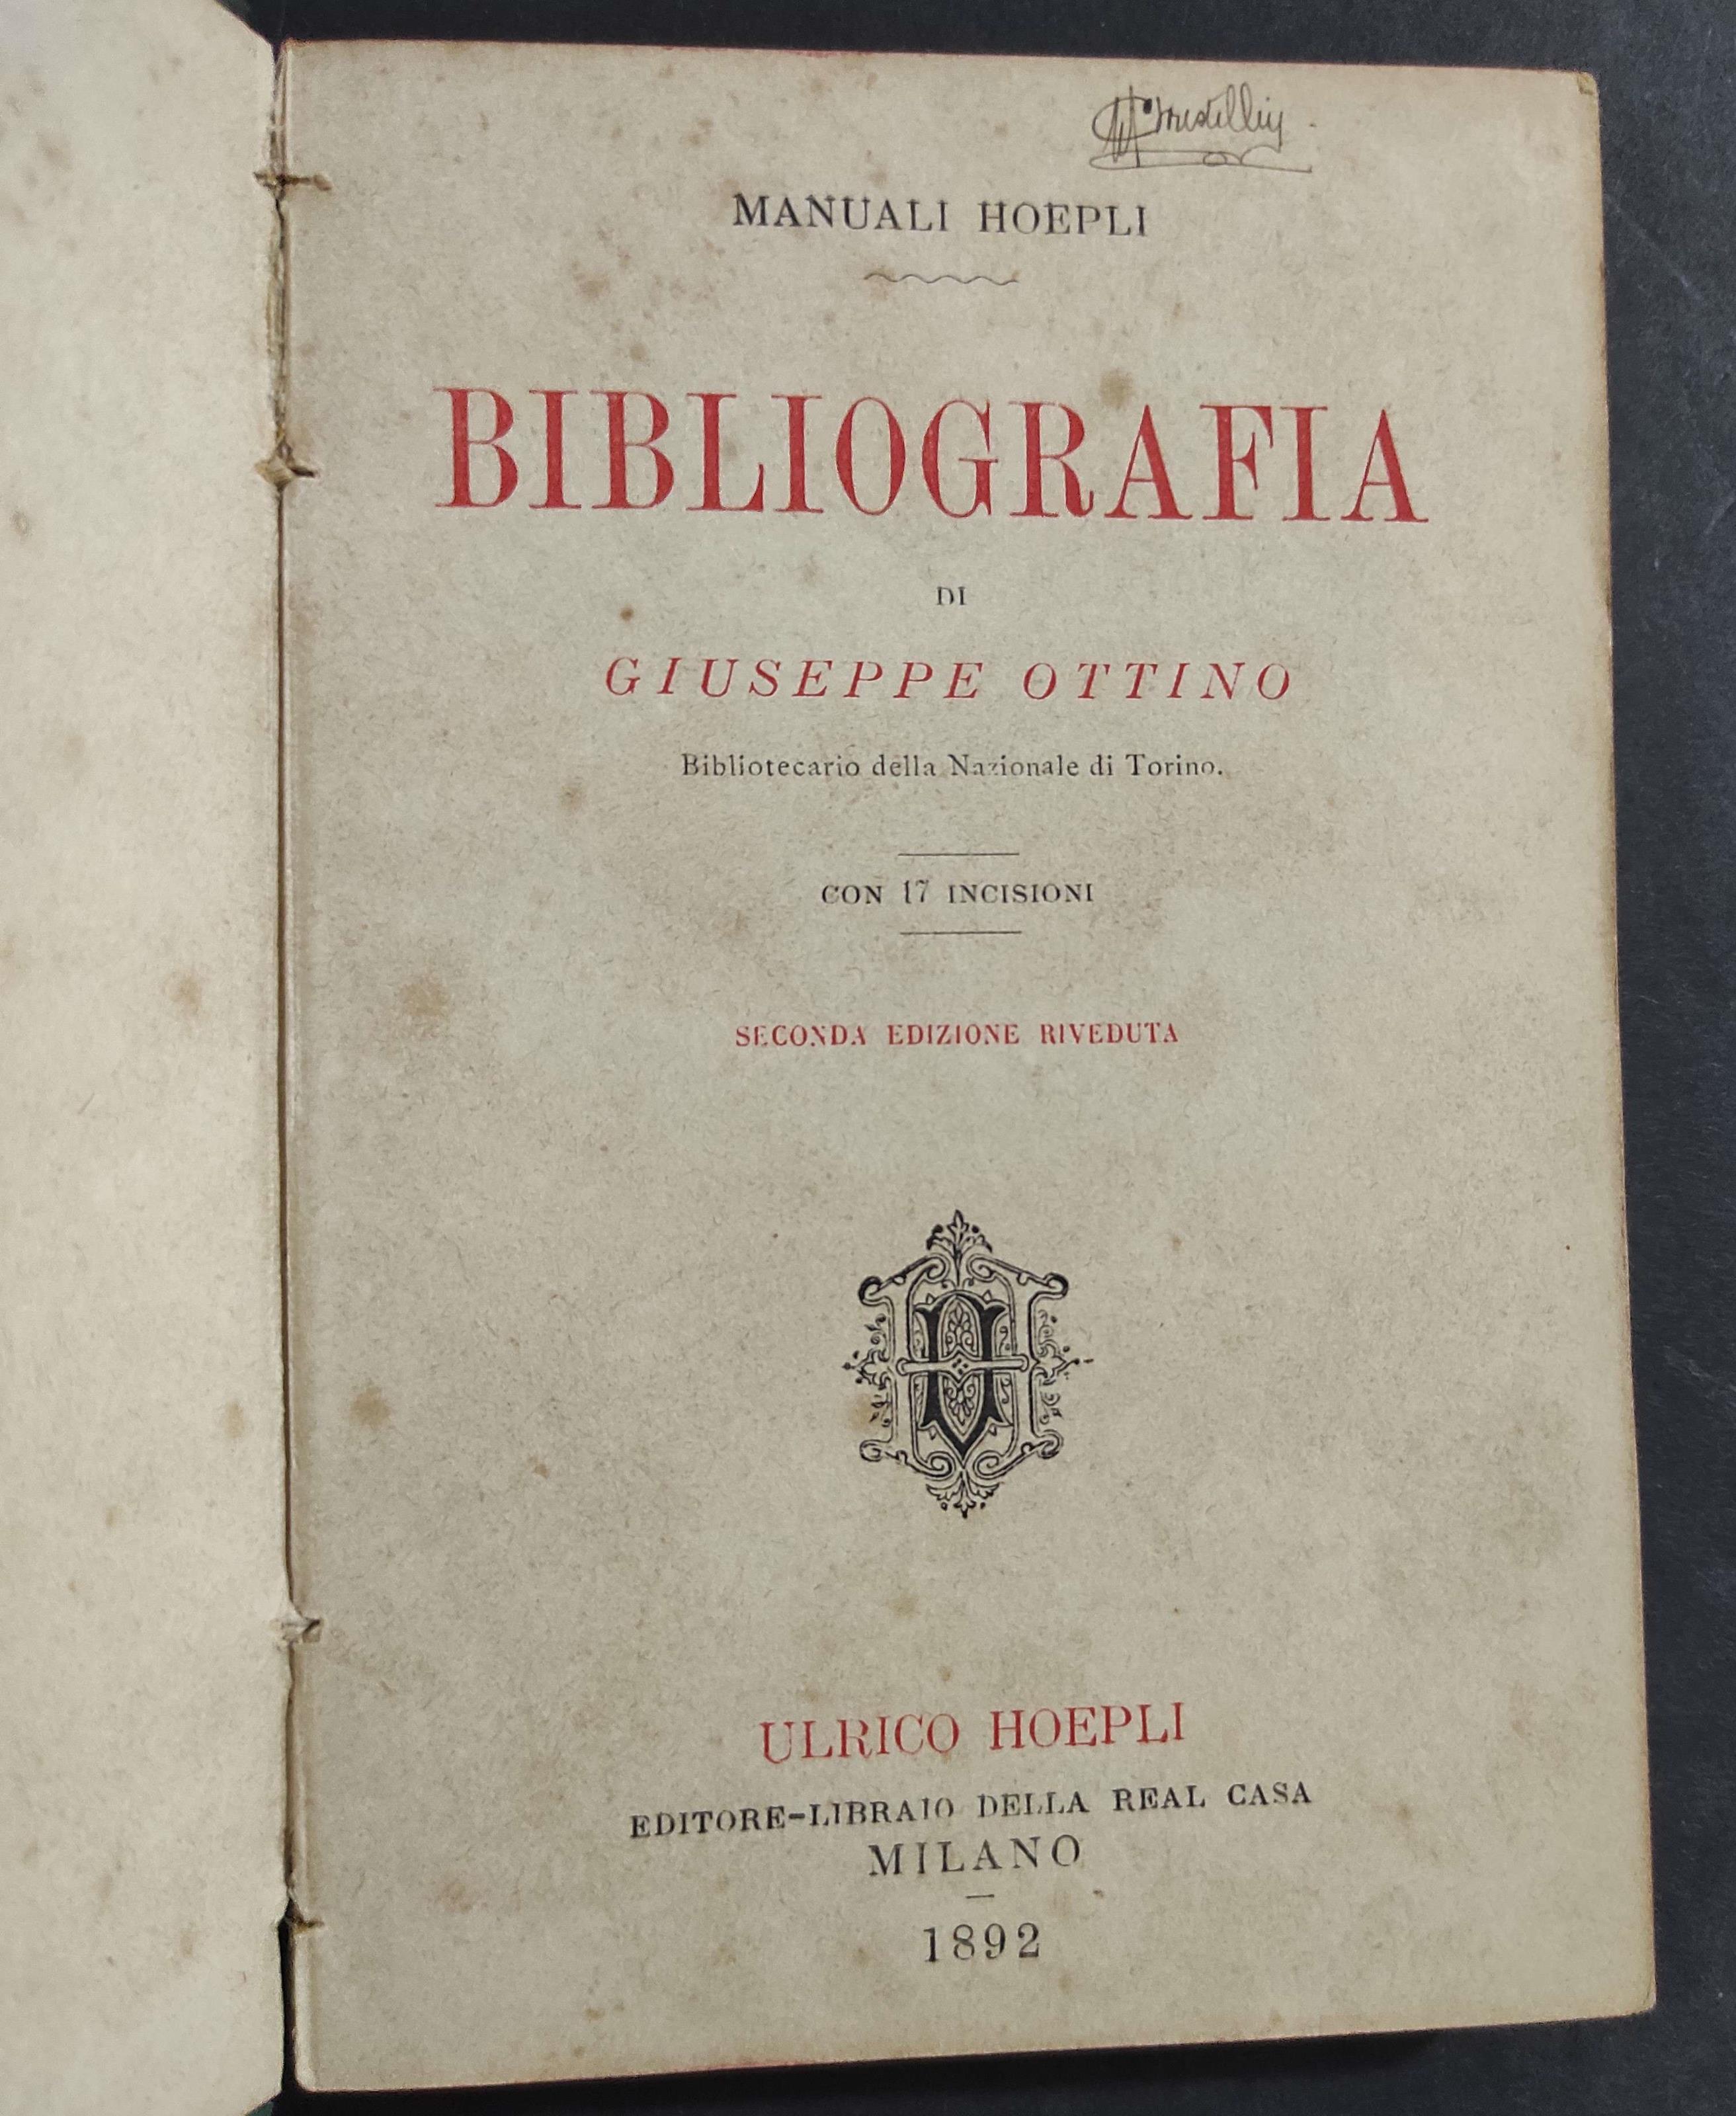 MANUALI HOEPLI
BIBLIOGRAFIA
DI
GIUSEPPE OTTINO
Bibliotecario della Nazionale di Torino.
CON 17 INCISIONI
SECONDA EDIZIONE RIVEDUTA
ULRICO HOEPLI
EDITORE-LIBRAIO DELLA REAL CASA
MILANO
1892